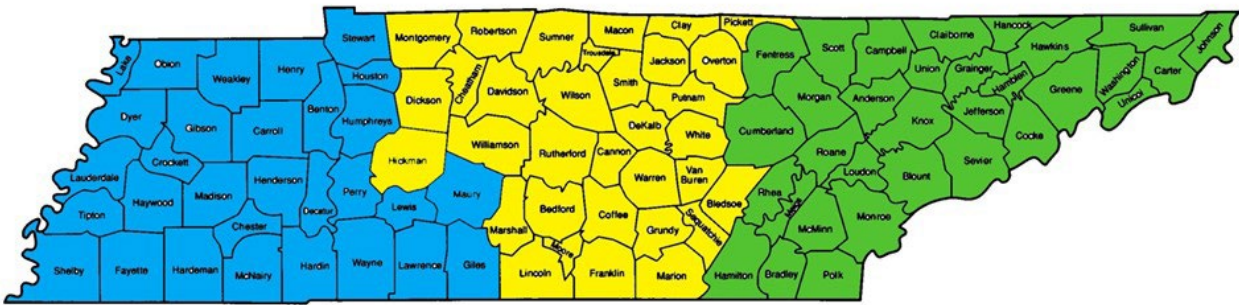 Lake
Obion
Weakley
Henry
Stewart
Houston
Benton
Humphreys
Dyer
Gibson
Carroll
Crockett
Lauderdale
Haywood
Madison
Henderson
Decatur
Perry
Lewis
Maury
Tipton
Chester
Shelby
Fayette
Hardeman
McNairy
Hardin
Wayne
Lawrence
Giles
Montgomery
Robertson
Sumner
Macon
Clay
Pickett
Trousdale
Jackson
Overton
Cheatham
Dickson
Davidson
Wilson
Smith
Putnam
DeKalb
White
Hickman
Williamson
Rutherford
Cannon
Warren
Van
Buren
Bledsoe
Sequatchie
Marshall
Bedford
Coffee
Grundy
Moore
Lincoln
Franklin
Marion
Fentress
Scott
Campbell
Claiborne
Hancock
Hawkins
Sullivan
Johnson
Union
Grainger
Hamblen
Greene
Washington
Carter
Unicoi
Morgan
Anderson
Knox
Jefferson
Cocke
Cumberland
Roane
Loudon
Blount
Sevier
Rhea
Meigs
McMinn
Monroe
Hamilton
Bradley
Polk